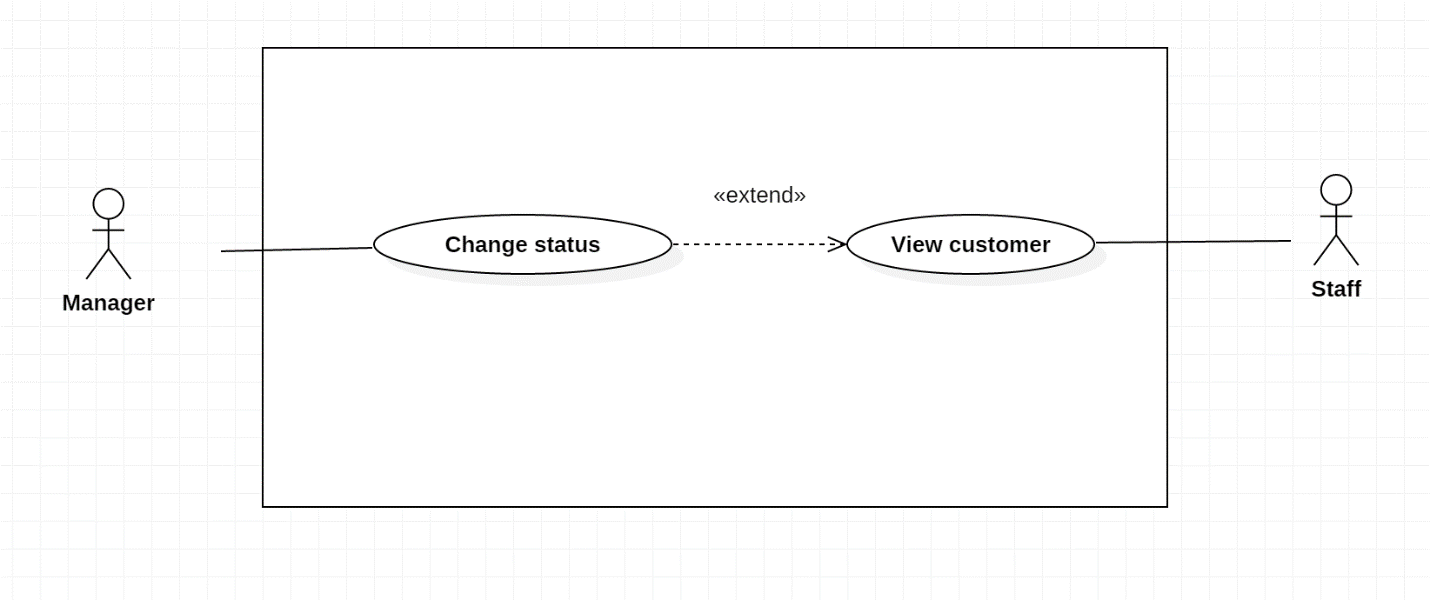 «extend»
Change status
View customer
Manager
Staff